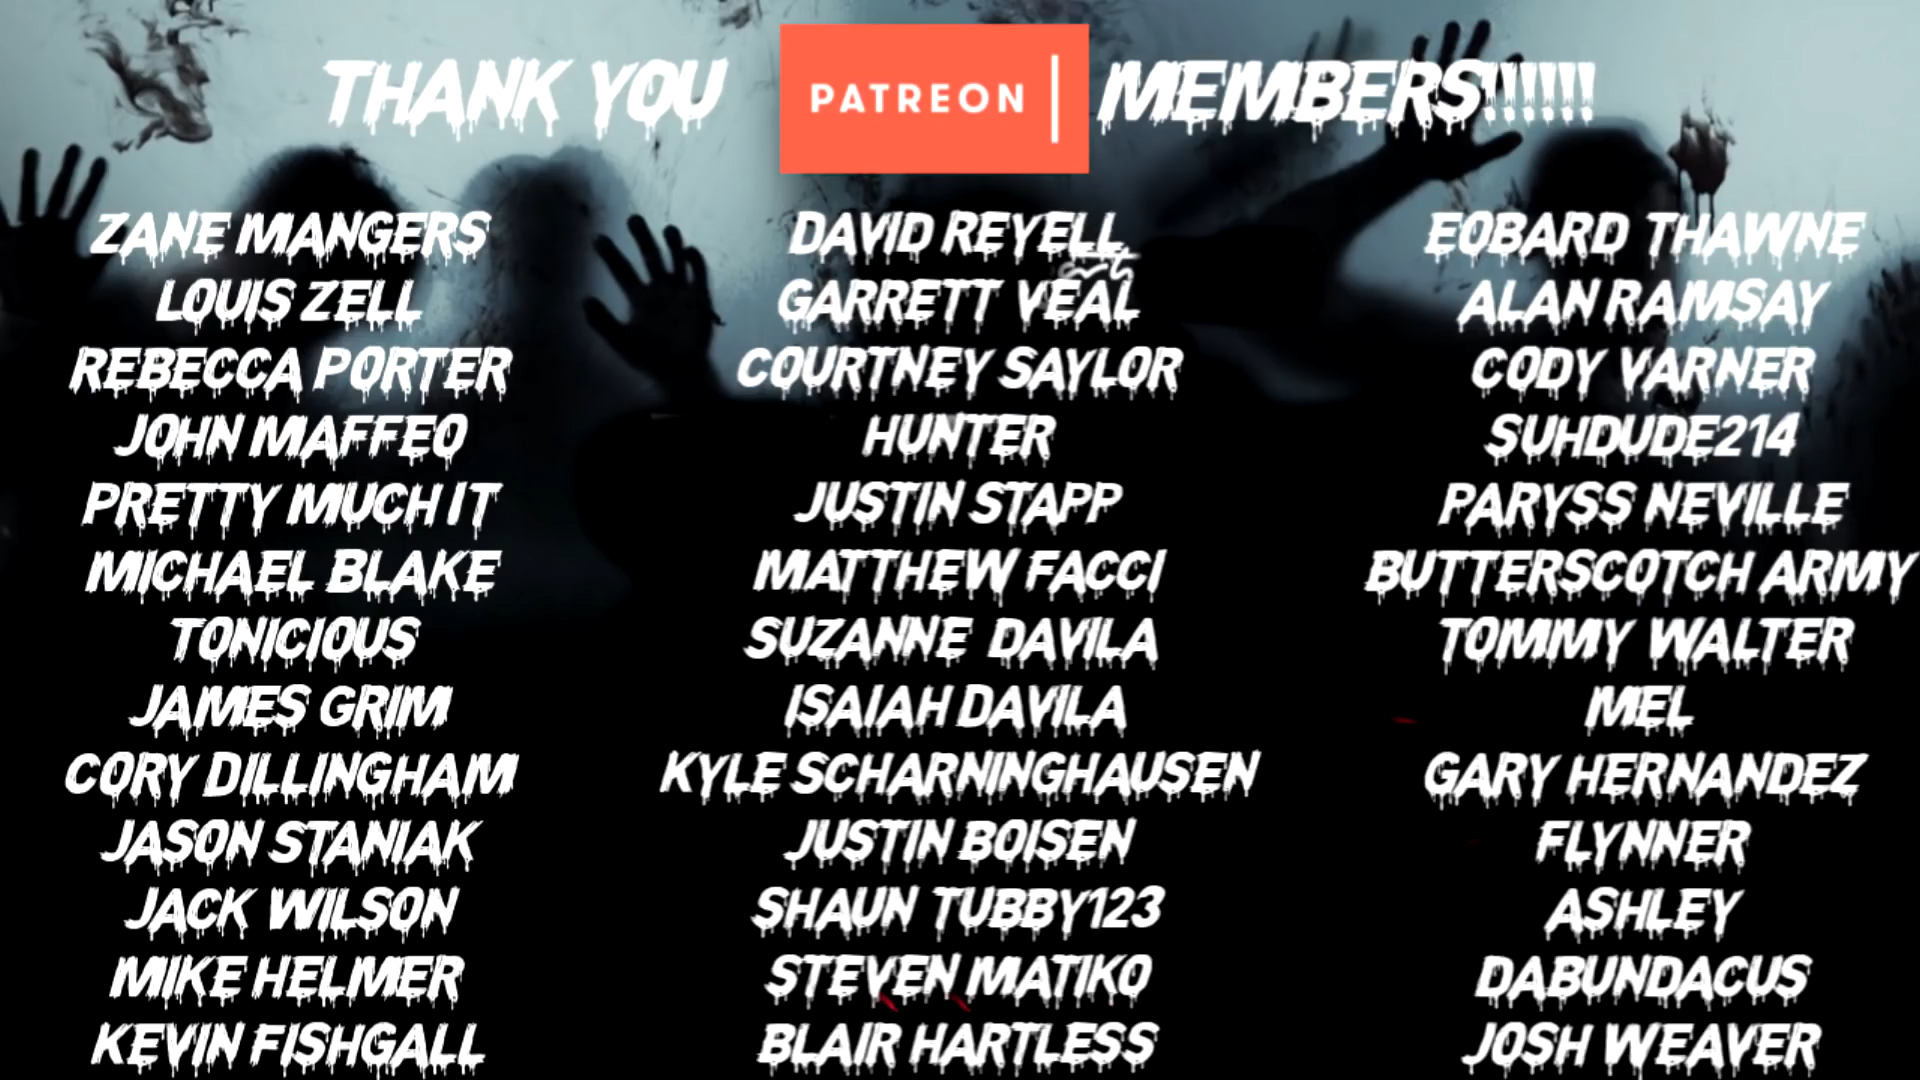 THANK YOU PATREON MEMBERS!!!!!!
ZANE MANGERS
LOUIS ZELL
REBECCA PORTER
JOHN MAFFEO
PRETTY MUCH IT
MICHAEL BLAKE
TONICIOUS
JAMES GRIM
CORY DILLINGHAM
JASON STANIAK
JACK WILSON
MIKE HELMER
KEVIN FISHGALL
DAVID REYELL
GARRETT VEAL
COURTNEY SAYLOR
HUNTER
JUSTIN STAPP
MATTHEW FACCI
SUZANNE DAVILA
ISAIAH DAVILA
KYLE SCHARNINGHAUSEN
JUSTIN BOISEN
SHAUN TUBBY123
STEVEN MATIKO
BLAIR HARTLESS
EOBARD THAWNE
ALAN RAMSAY
CODY VARNER
SUHDUDE214
PARYSS NEVILLE
BUTTERSCOTCH ARMY
TOMMY WALTER
MEL
GARY HERNANDEZ
FLYNNER
ASHLEY
DABUNDACUS
JOSH WEAVER